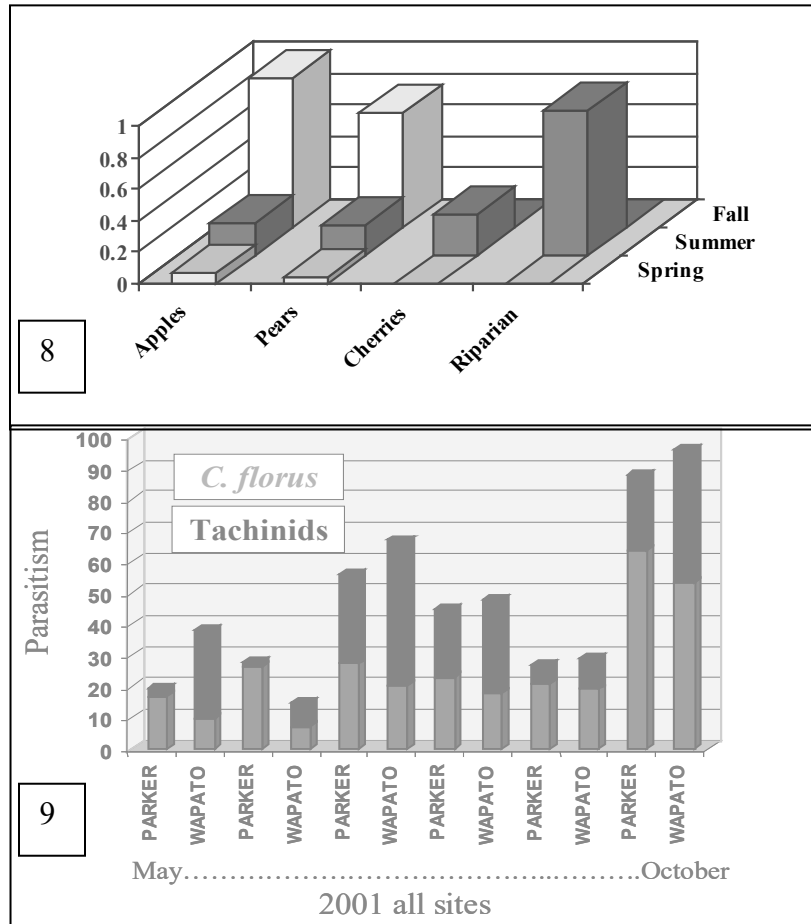 1
0.8
0.6
0.4
0.2
0
Fall
Summer
Spring
Apples
Pears
Cherries
Riparian
8
100
90
80
70
60
50
40
30
20
10
0
Parasitism
C. florus
Tachinids
PARKER
WAPATO
PARKER
WAPATO
PARKER
WAPATO
PARKER
WAPATO
PARKER
WAPATO
PARKER
WAPATO
9
May.……………………………………...………..October
2001 all sites